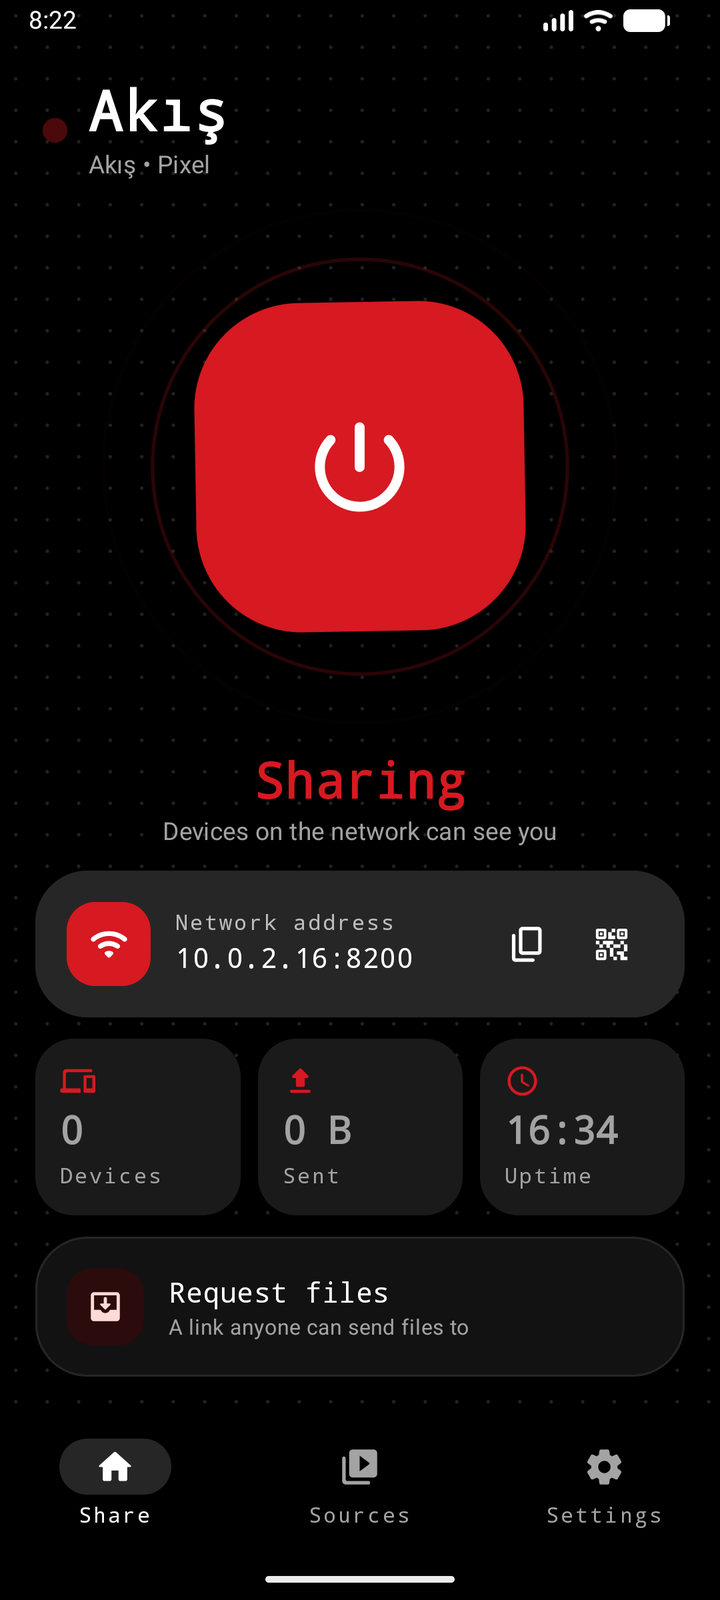 8:22
Akış
Akış • Pixel
Sharing
Devices on the network can see you
Network address
10.0.2.16:8200
0
Devices
0 B
Sent
16:34
Uptime
Request files
A link anyone can send files to
Share
Sources
Settings